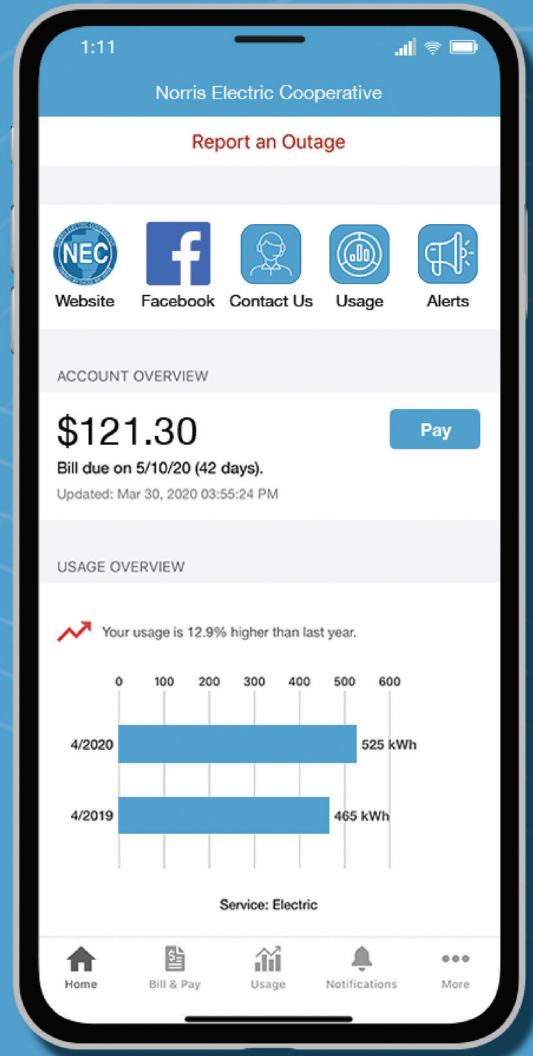 1:11
Norris Electric Cooperative
Report an Outage
NEC
Website
Facebook
Contact Us
Usage
Alerts
ACCOUNT OVERVIEW
$121.30
Pay
Bill due on 5/10/20 (42 days).
Updated: Mar 30, 2020 03:55:24 PM
USAGE OVERVIEW
Your usage is 12.9% higher than last year.
0 100 200 300 400 500 600
4/2020 525 kWh
4/2019 465 kWh
Service: Electric
Home
Bill & Pay
Usage
Notifications
More